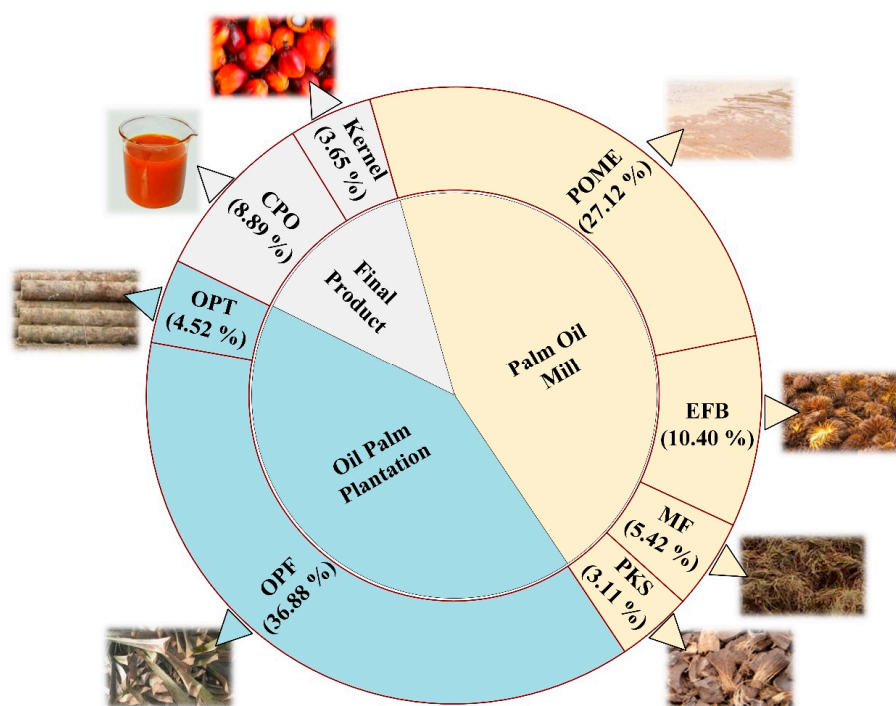 Kernel
(3.65 %)
CPO
(8.89 %)
OPT
(4.52 %)
OPF
(36.88 %)
POME
(27.12 %)
EFB
(10.40 %)
MF
(5.42 %)
PKS
(3.11 %)
Final
Product
Palm Oil
Mill
Oil Palm
Plantation